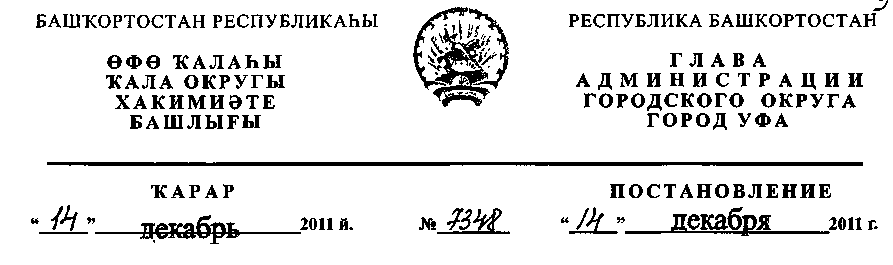 БАШҠОРТОСТАН РЕСПУБЛИКАҺЫ
ӨФӨ ҠАЛАҺЫ
ҠАЛА ОКРУГЫ
ХАКИМИӘТЕ
БАШЛЫҒЫ
РЕСПУБЛИКА БАШКОРТОСТАН
ГЛАВА
АДМИНИСТРАЦИИ
ГОРОДСКОГО ОКРУГА
ГОРОД УФА
ҠАРАР
ПОСТАНОВЛЕНИЕ
“14” декабрь 2011 й.
№ 7348
“14” декабря 2011 г.